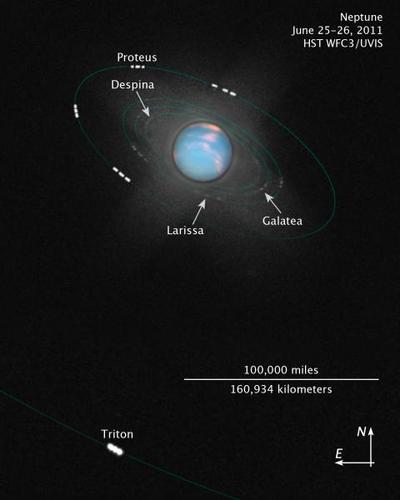 Neptune
June 25-26, 2011
HST WFC3/UVIS
Proteus
Despina
Larissa
Galatea
100,000 miles
160,934 kilometers
Triton
N
E